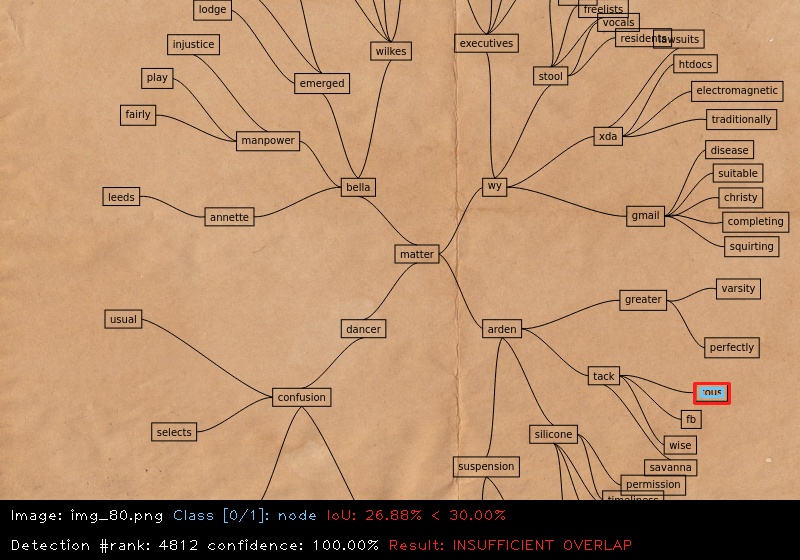 lodge
freelists
vocals
residents
lawsuits
injustice
wilkes
executives
htdocs
play
emerged
stool
electromagnetic
fairly
manpower
xda
traditionally
disease
bella
wy
suitable
leeds
annette
gmail
christy
completing
squirting
matter
varsity
greater
usual
dancer
arden
perfectly
tack
confusion
fb
selects
silicone
wise
suspension
savanna
permission
timeliness
Image: img_80.png Class [0/1]: node IoU: 26.88% < 30.00%
Detection #rank: 4812 confidence: 100.00% Result: INSUFFICIENT OVERLAP